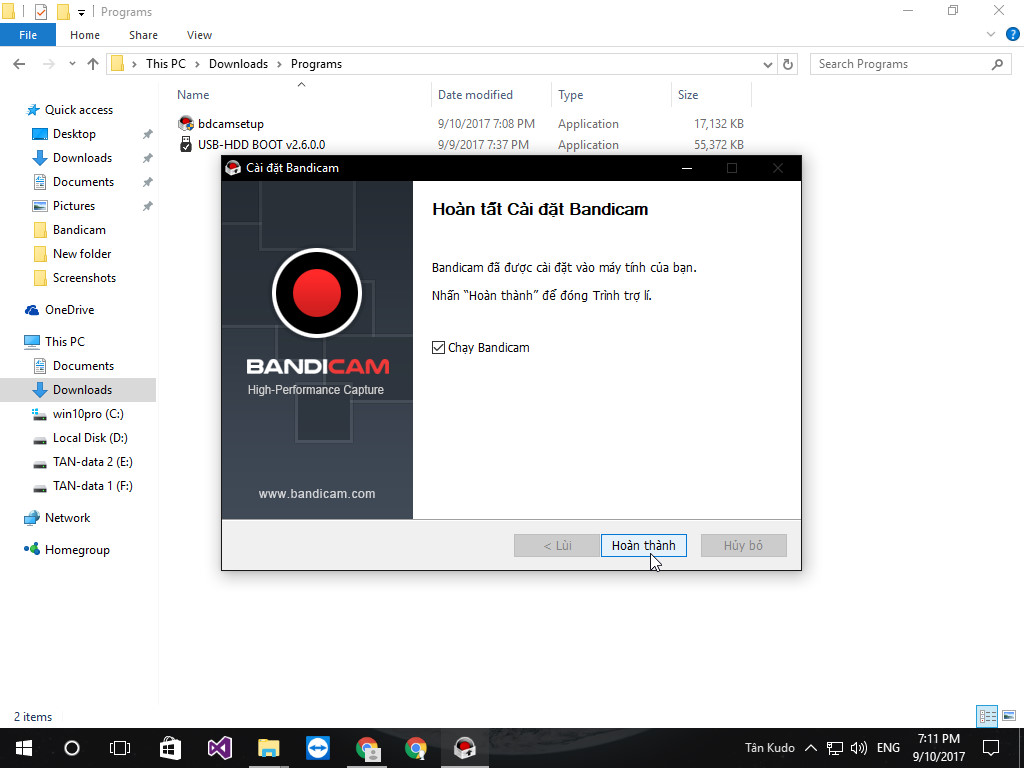 Programs
File Home Share View
This PC Downloads Programs
Search Programs
Name Date modified Type Size
bdcamsetup 9/10/2017 7:08 PM Application 17,132 KB
USB-HDD BOOT v2.6.0.0 9/9/2017 7:37 PM Application 55,372 KB
Quick access
Desktop
Downloads
Documents
Pictures
Bandicam
New folder
Screenshots
OneDrive
This PC
Documents
Downloads
win10pro (C:)
Local Disk (D:)
TAN-data 2 (E:)
TAN-data 1 (F:)
Network
Homegroup
Cài đặt Bandicam
BANDICAM
High-Performance Capture
www.bandicam.com
Hoàn tất Cài đặt Bandicam
Bandicam đã được cài đặt vào máy tính của bạn.
Nhấn “Hoàn thành” để đóng Trình trợ lí.
Chạy Bandicam
< Lùi Hoàn thành Hủy bỏ
2 items
Tân Kudo ENG 7:11 PM
9/10/2017